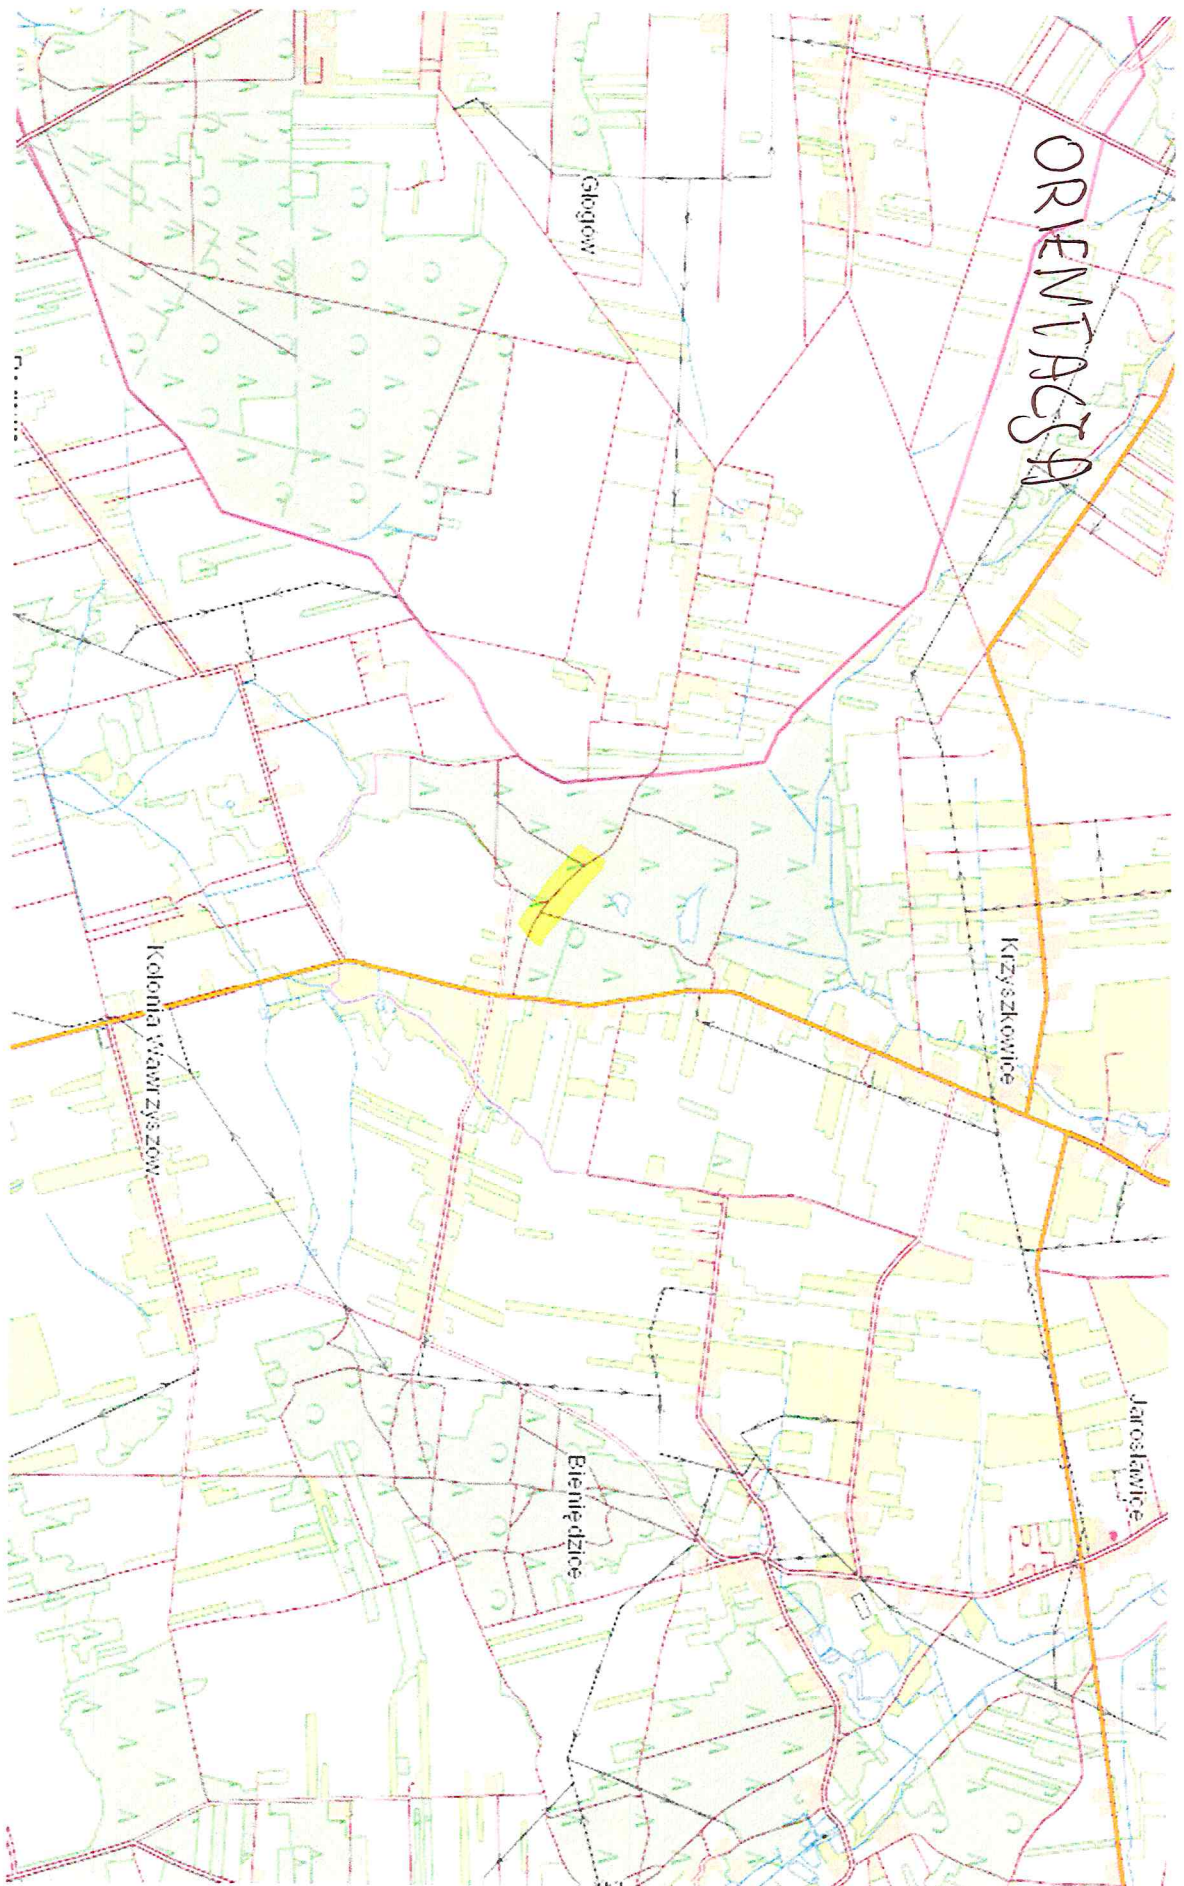 ORIENTACJA
Głogów
Krzyszkowice
Kolonia Wawrzyszów
Jarosławice
Bieniędzice